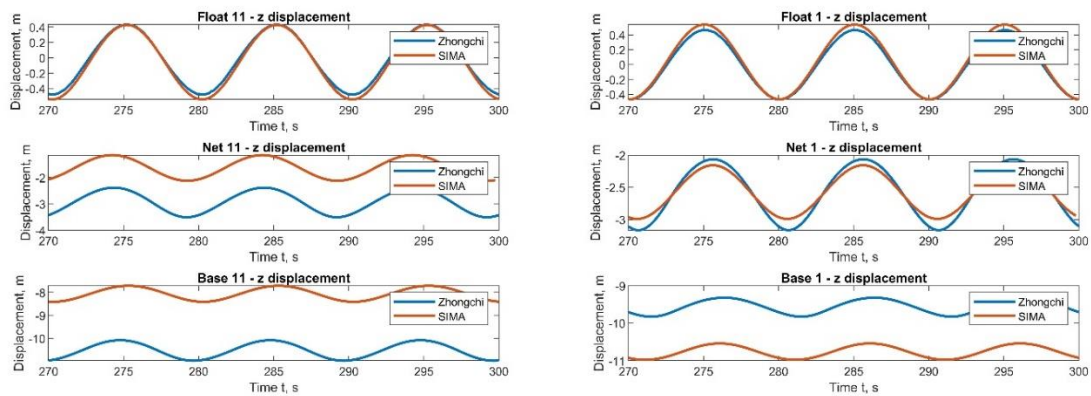 Float 11 - z displacement
Displacement, m
0.4
0.2
0
-0.2
-0.4
Zhongchi
SIMA
270 275 280 285 290 295 300
Time t, s
Float 1 - z displacement
Displacement, m
0.4
0.2
0
-0.2
-0.4
Zhongchi
SIMA
270 275 280 285 290 295 300
Time t, s
Net 11 - z displacement
Displacement, m
-2
-3
-4
Zhongchi
SIMA
270 275 280 285 290 295 300
Time t, s
Net 1 - z displacement
Displacement, m
-2
-2.5
-3
Zhongchi
SIMA
270 275 280 285 290 295 300
Time t, s
Base 11 - z displacement
Displacement, m
-8
-9
-10
Zhongchi
SIMA
270 275 280 285 290 295 300
Time t, s
Base 1 - z displacement
Displacement, m
-9
-10
-11
Zhongchi
SIMA
270 275 280 285 290 295 300
Time t, s